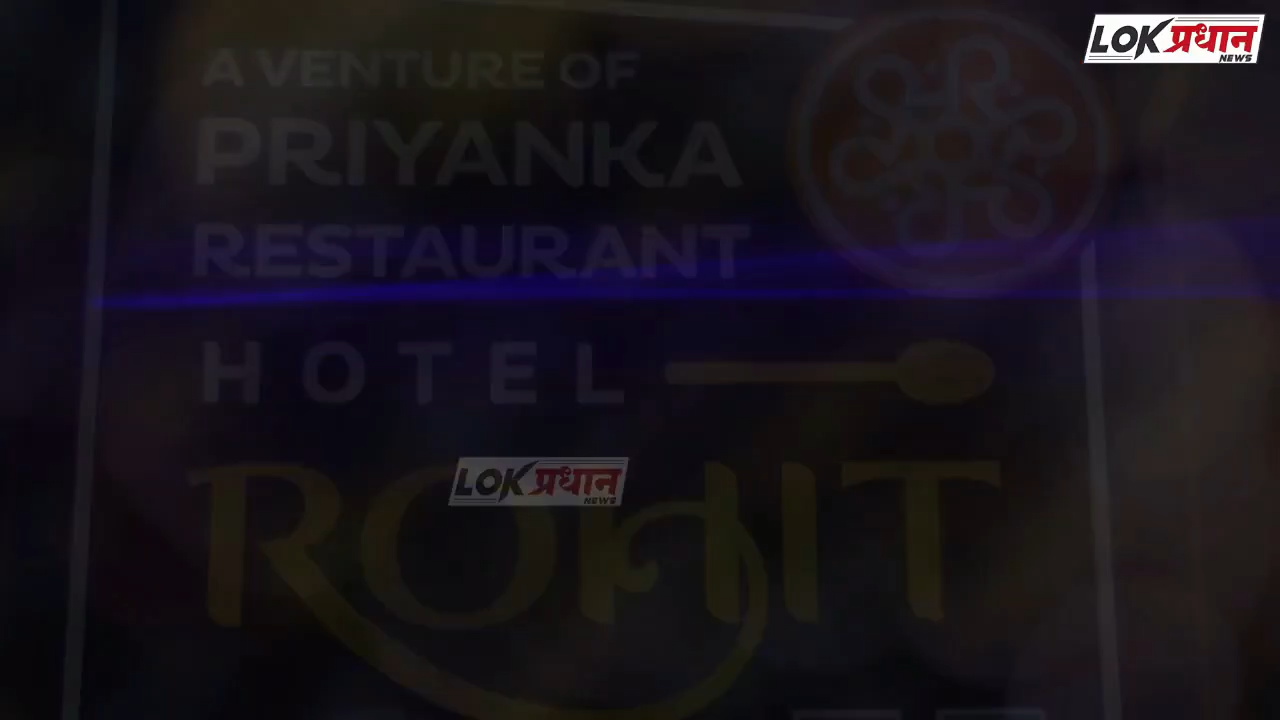 LOK प्रधान
NEWS
A VENTURE OF
PRIYANKA
RESTAURANT
HOTEL
ROHIT
LOK प्रधान
NEWS